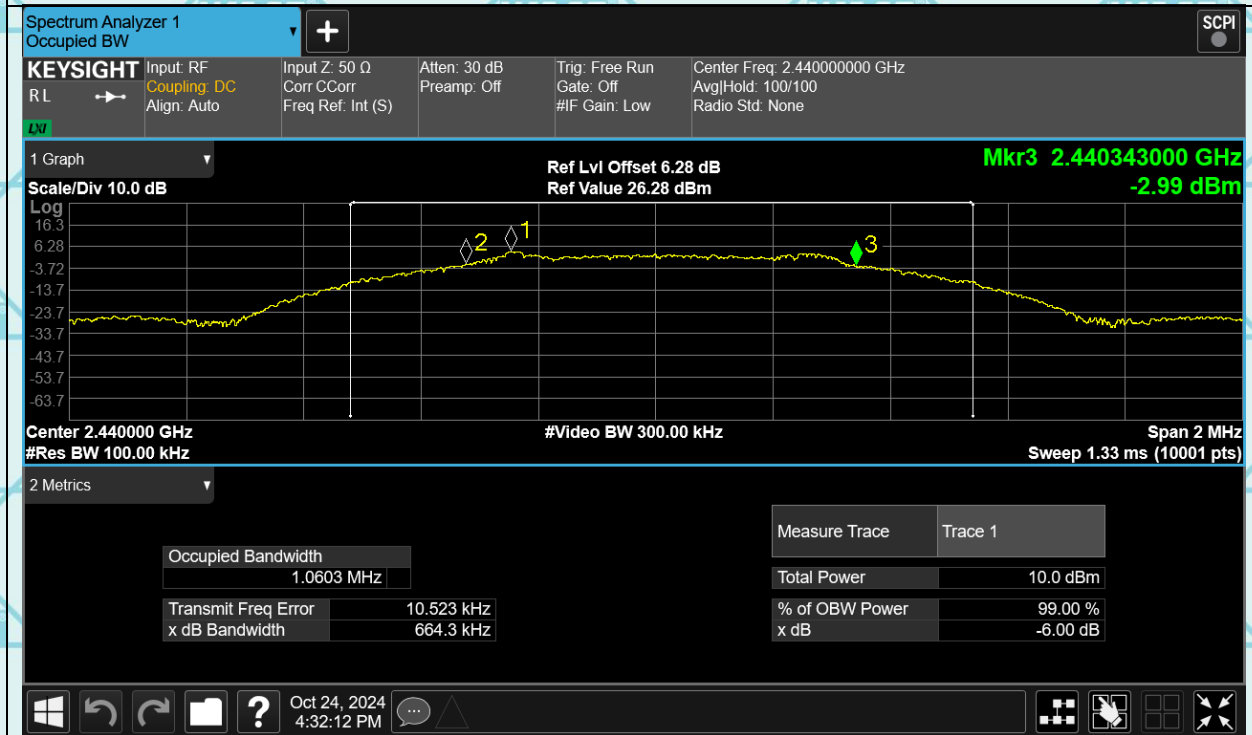 Spectrum Analyzer 1
Occupied BW
+
SCPI
KEYSIGHT
R L
LXI
Input: RF
Coupling: DC
Align: Auto
Input Z: 50 Ω
Corr CCorr
Freq Ref: Int (S)
Atten: 30 dB
Preamp: Off
Trig: Free Run
Gate: Off
#IF Gain: Low
Center Freq: 2.440000000 GHz
Avg|Hold: 100/100
Radio Std: None
1 Graph
Scale/Div 10.0 dB
Ref Lvl Offset 6.28 dB
Ref Value 26.28 dBm
Mkr3 2.440343000 GHz
-2.99 dBm
Log
16.3
6.28
-3.72
-13.7
-23.7
-33.7
-43.7
-53.7
-63.7
2
1
3
Center 2.440000 GHz
#Video BW 300.00 kHz
Span 2 MHz
#Res BW 100.00 kHz
Sweep 1.33 ms (10001 pts)
2 Metrics
Occupied Bandwidth
1.0603 MHz
Transmit Freq Error 10.523 kHz
x dB Bandwidth 664.3 kHz
Measure Trace Trace 1
Total Power 10.0 dBm
% of OBW Power 99.00 %
x dB -6.00 dB
?
Oct 24, 2024
4:32:12 PM